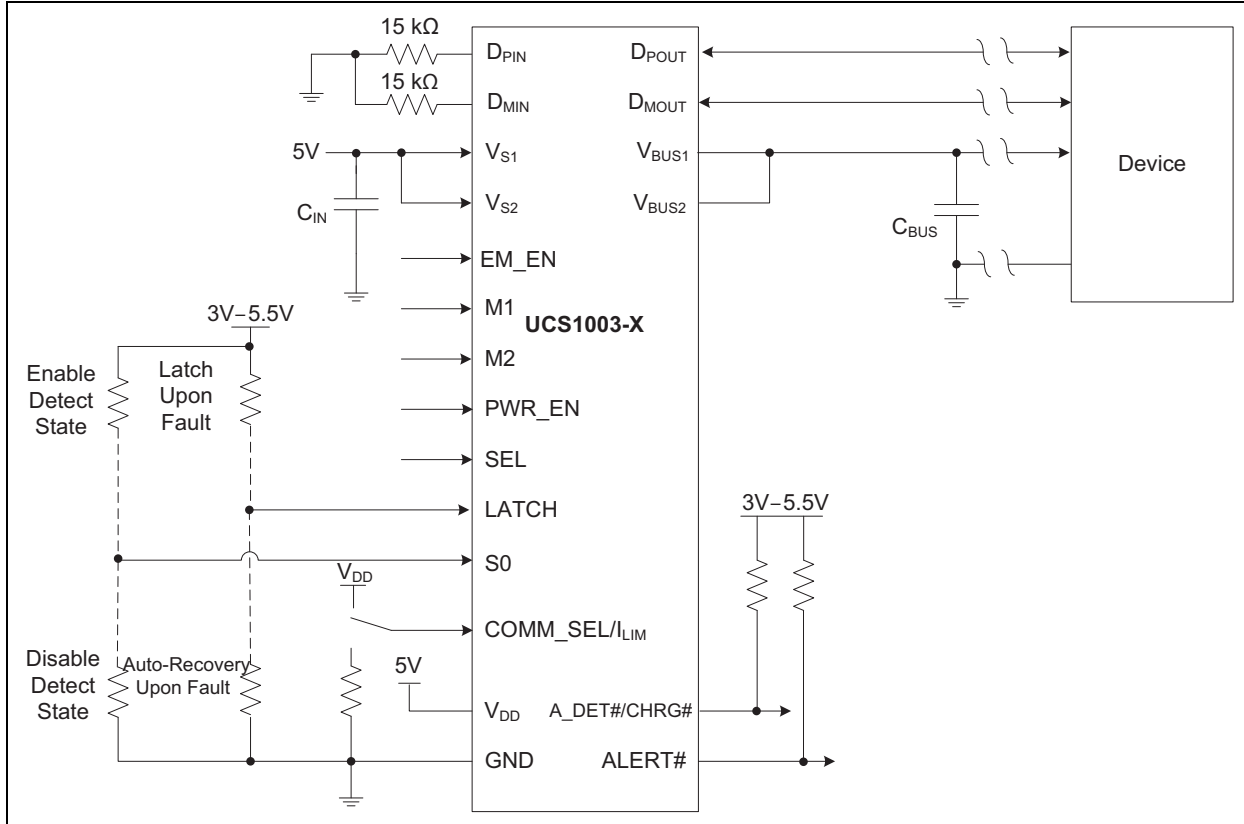 15 kΩ
DPIN
DPOUT
15 kΩ
DMIN
DMOUT
5V
VS1
VBUS1
Device
CIN
VS2
VBUS2
CBUS
EM_EN
M1
3V–5.5V
UCS1003-X
Enable
Detect
State
Latch
Upon
Fault
M2
PWR_EN
SEL
LATCH
3V–5.5V
S0
VDD
COMM_SEL/ILIM
Disable
Detect
State
Auto-Recovery
Upon Fault
5V
VDD
A_DET#/CHRG#
GND
ALERT#